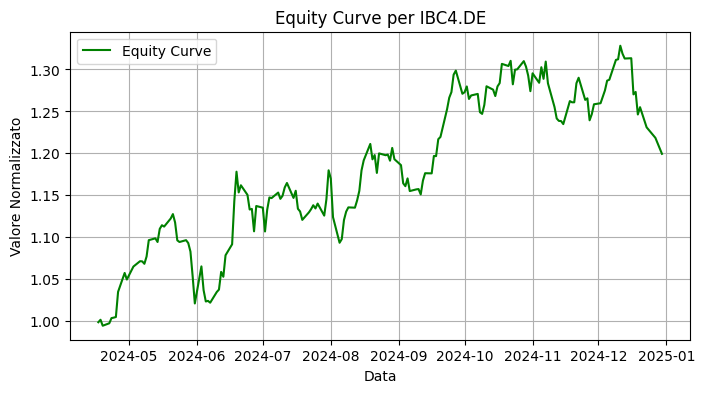 Equity Curve per IBC4.DE
Equity Curve
Valore Normalizzato
1.30
1.25
1.20
1.15
1.10
1.05
1.00
2024-05 2024-06 2024-07 2024-08 2024-09 2024-10 2024-11 2024-12 2025-01
Data